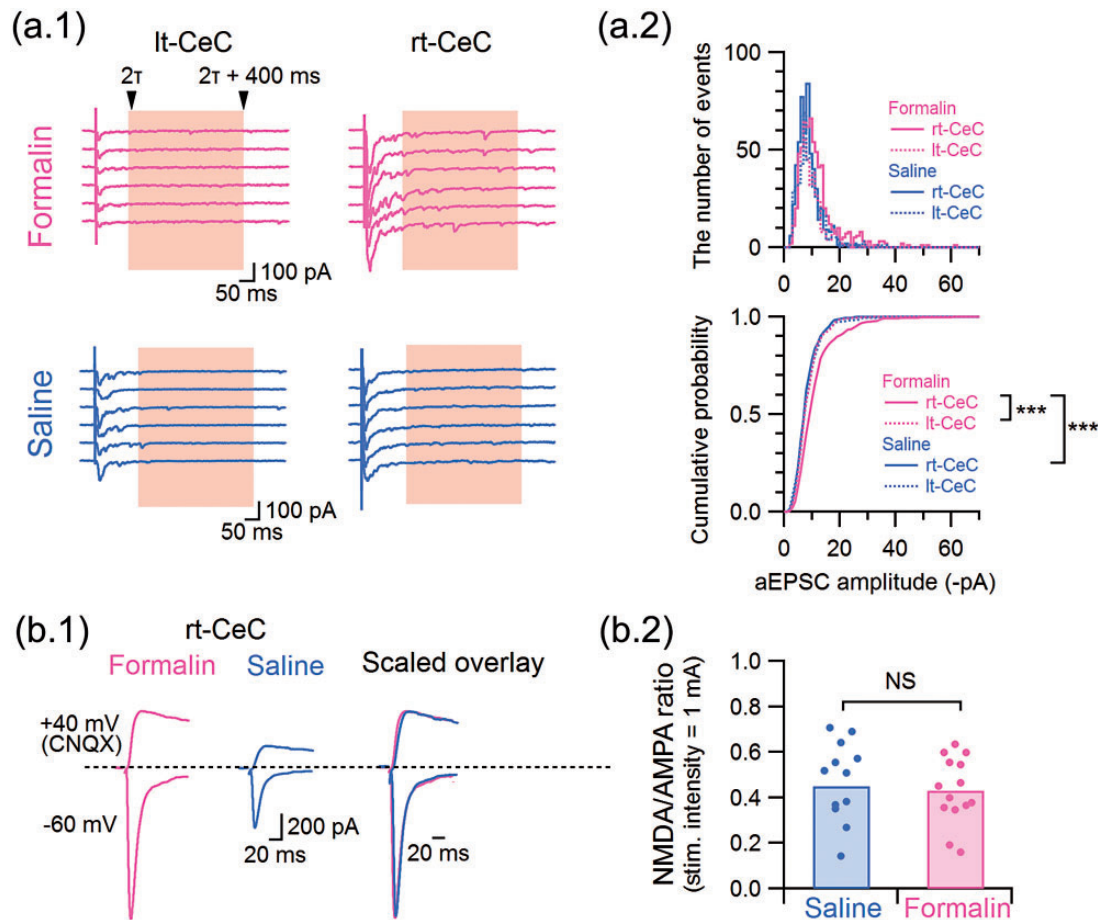 (a.1)
lt-CeC
rt-CeC
2τ
2τ + 400 ms
Formalin
100 pA
50 ms
Saline
100 pA
50 ms
100 pA
50 ms
(a.2)
The number of events
100
50
0
Formalin
rt-CeC
lt-CeC
Saline
rt-CeC
lt-CeC
0
20
40
60
Cumulative probability
1.0
0.5
0.0
Formalin
rt-CeC
lt-CeC
Saline
rt-CeC
lt-CeC
***
***
0
20
40
60
aEPSC amplitude (-pA)
(b.1)
rt-CeC
Formalin
Saline
Scaled overlay
+40 mV
(CNQX)
-60 mV
200 pA
20 ms
20 ms
(b.2)
NMDA/AMPA ratio
(stim. intensity = 1 mA)
1.0
0.8
0.6
0.4
0.2
0.0
NS
Saline
Formalin